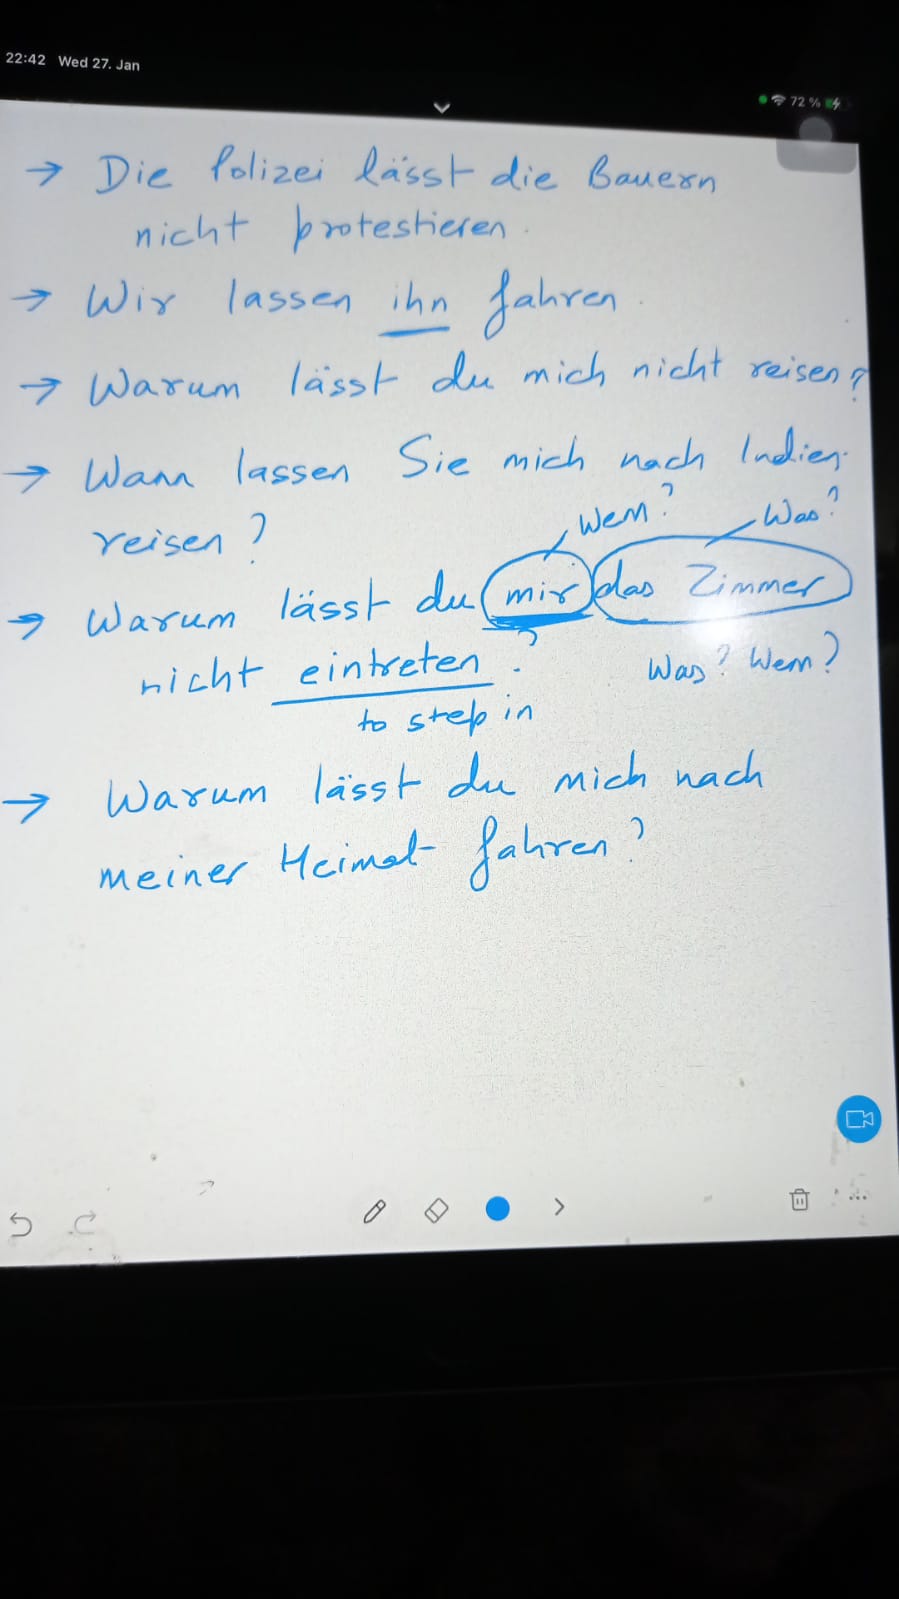 22:42 Wed 27. Jan
72 %
→ Die Polizei lässt die Bauern
nicht protestieren.
→ Wir lassen ihn fahren.
→ Warum lässt du mich nicht reisen?
→ Wann lassen Sie mich nach Indien
reisen?
Wem? Was?
→ Warum lässt du mir das Zimmer
nicht eintreten? Was? Wem?
to step in
→ Warum lässt du mich nach
meiner Heimat fahren?